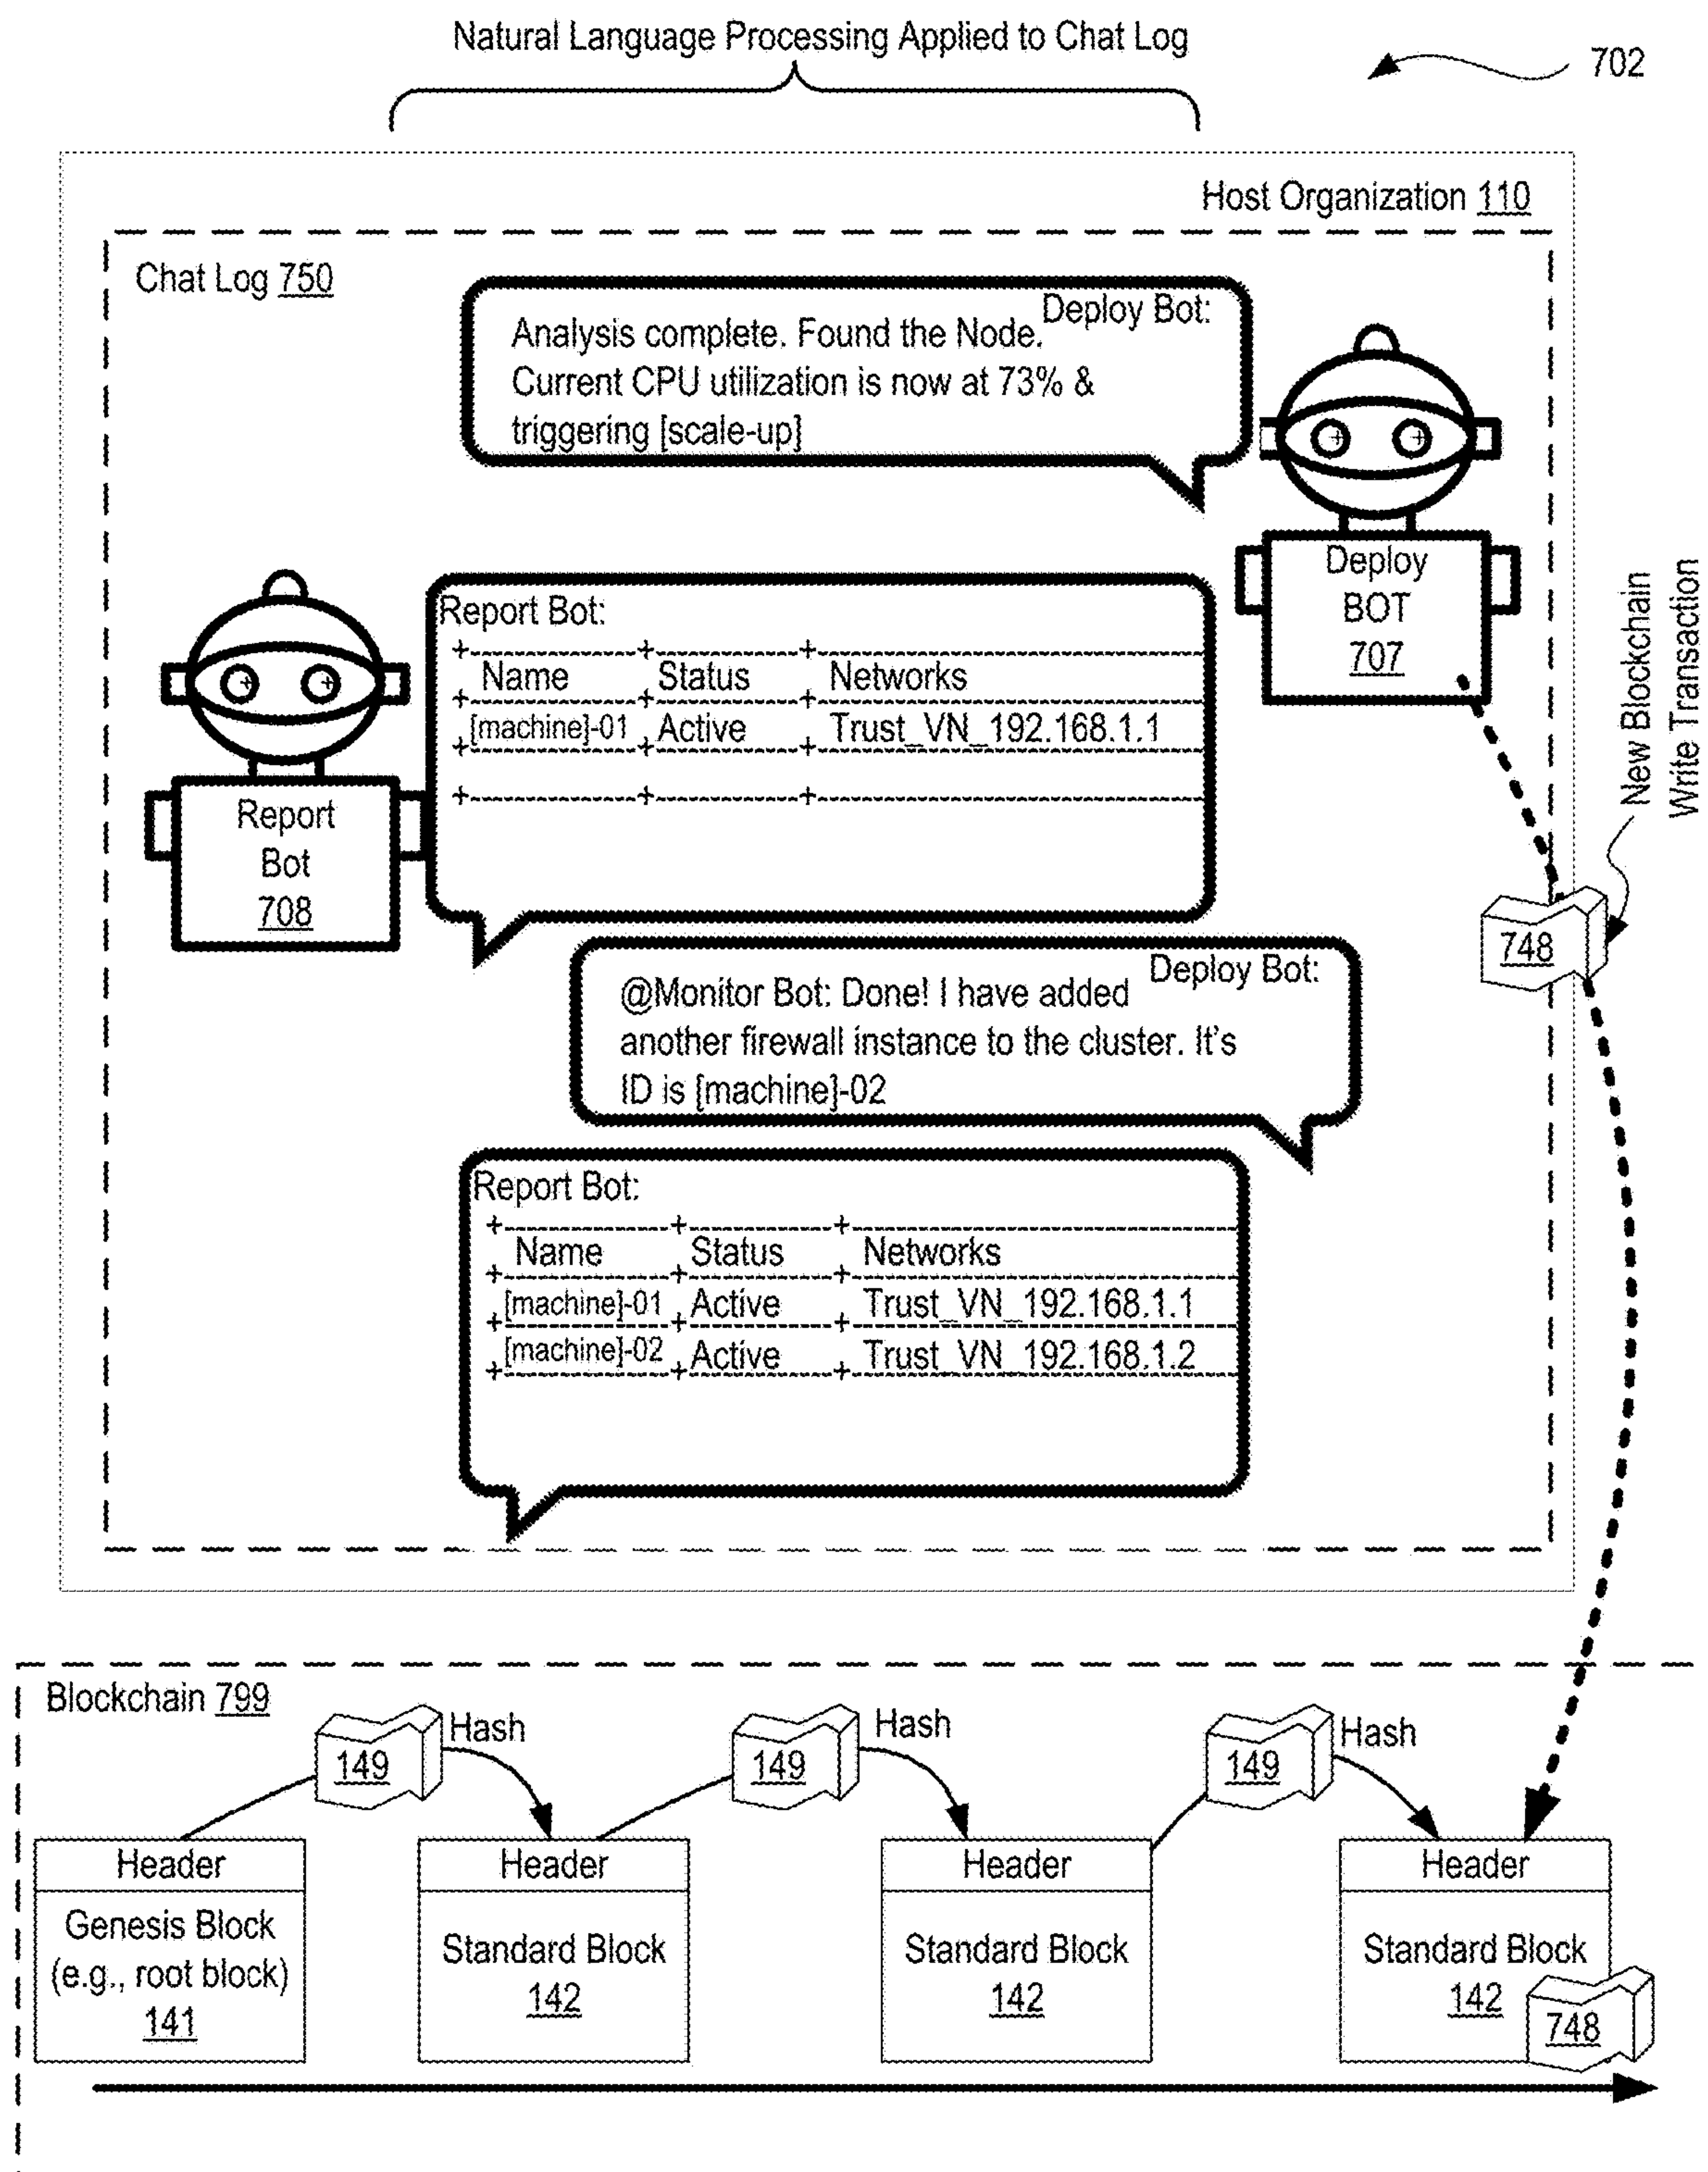 Natural Language Processing Applied to Chat Log
702
Host Organization 110
Chat Log 750
Deploy Bot:
Analysis complete. Found the Node.
Current CPU utilization is now at 73% &
triggering [scale-up]
Deploy
BOT
707
Report Bot:
Name Status Networks
[machine]-01 Active Trust_VN_192.168.1.1
Report
Bot
708
New Blockchain
Write Transaction
748
Deploy Bot:
@Monitor Bot: Done! I have added
another firewall instance to the cluster. It's
ID is [machine]-02
Report Bot:
Name Status Networks
[machine]-01 Active Trust_VN_192.168.1.1
[machine]-02 Active Trust_VN_192.168.1.2
Blockchain 799
149 Hash
149 Hash
149 Hash
Header
Genesis Block
(e.g., root block)
141
Header
Standard Block
142
Header
Standard Block
142
Header
Standard Block
142
748